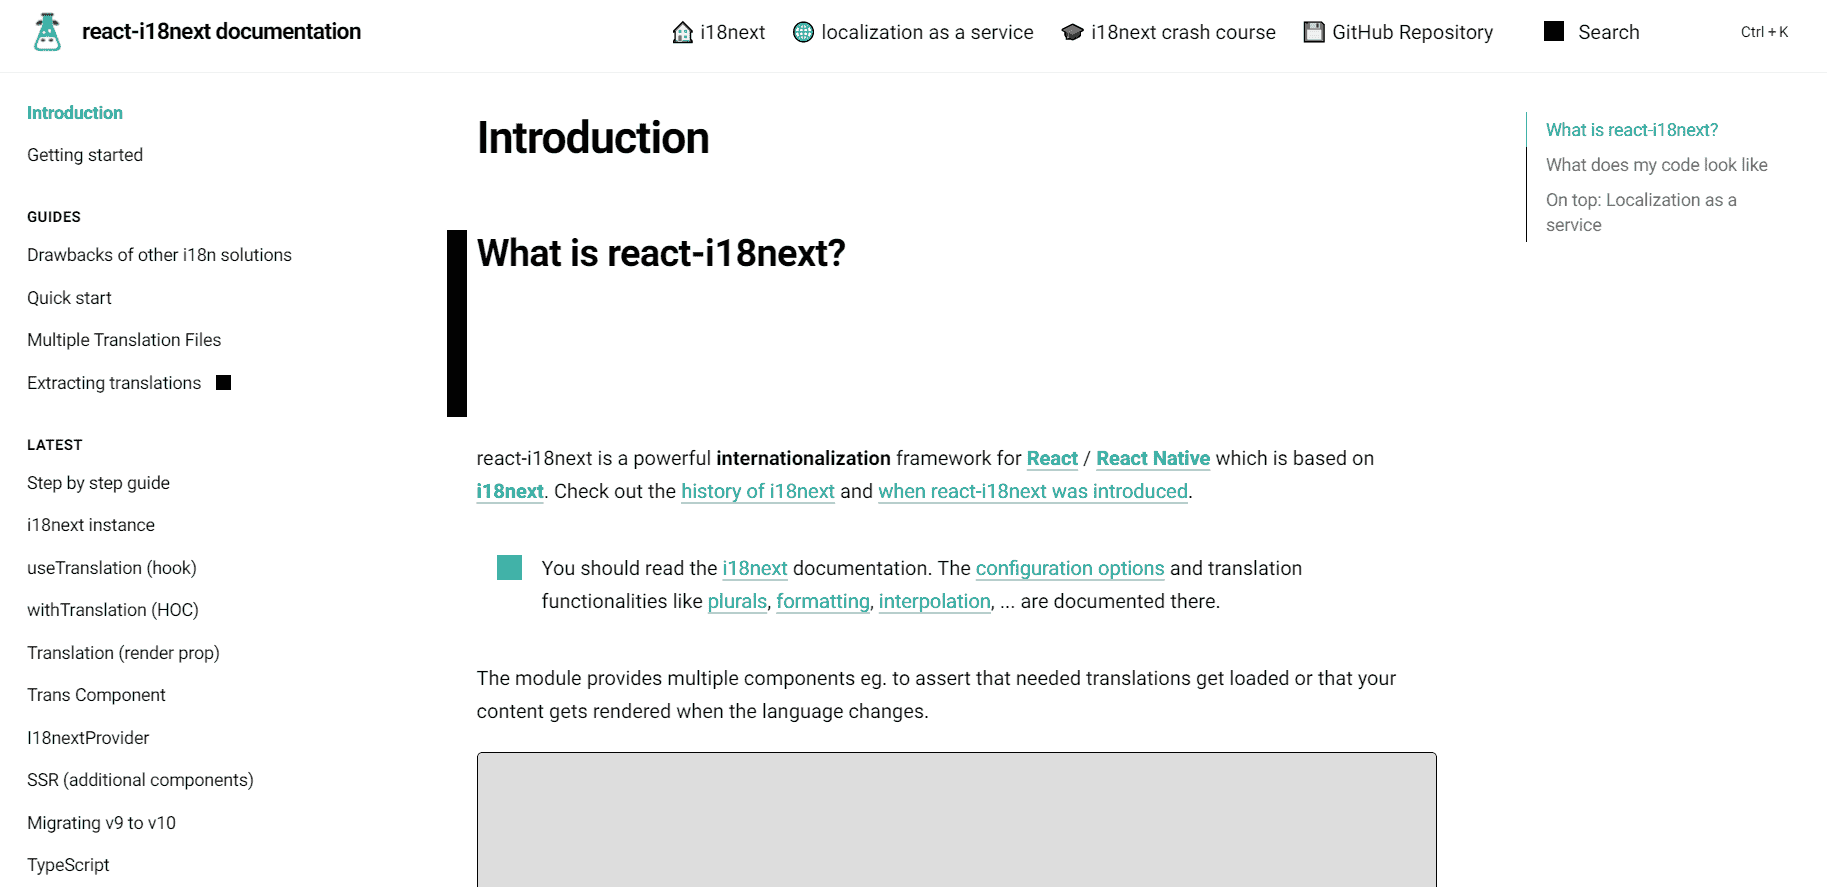 react-i18next documentation
i18next
localization as a service
i18next crash course
GitHub Repository
Search
Ctrl + K
Introduction
Getting started
GUIDES
Drawbacks of other i18n solutions
Quick start
Multiple Translation Files
Extracting translations
LATEST
Step by step guide
i18next instance
useTranslation (hook)
withTranslation (HOC)
Translation (render prop)
Trans Component
I18nextProvider
SSR (additional components)
Migrating v9 to v10
TypeScript
Introduction
What is react-i18next?
react-i18next is a powerful internationalization framework for React / React Native which is based on
i18next. Check out the history of i18next and when react-i18next was introduced.
You should read the i18next documentation. The configuration options and translation
functionalities like plurals, formatting, interpolation, ... are documented there.
The module provides multiple components eg. to assert that needed translations get loaded or that your
content gets rendered when the language changes.
What is react-i18next?
What does my code look like
On top: Localization as a
service